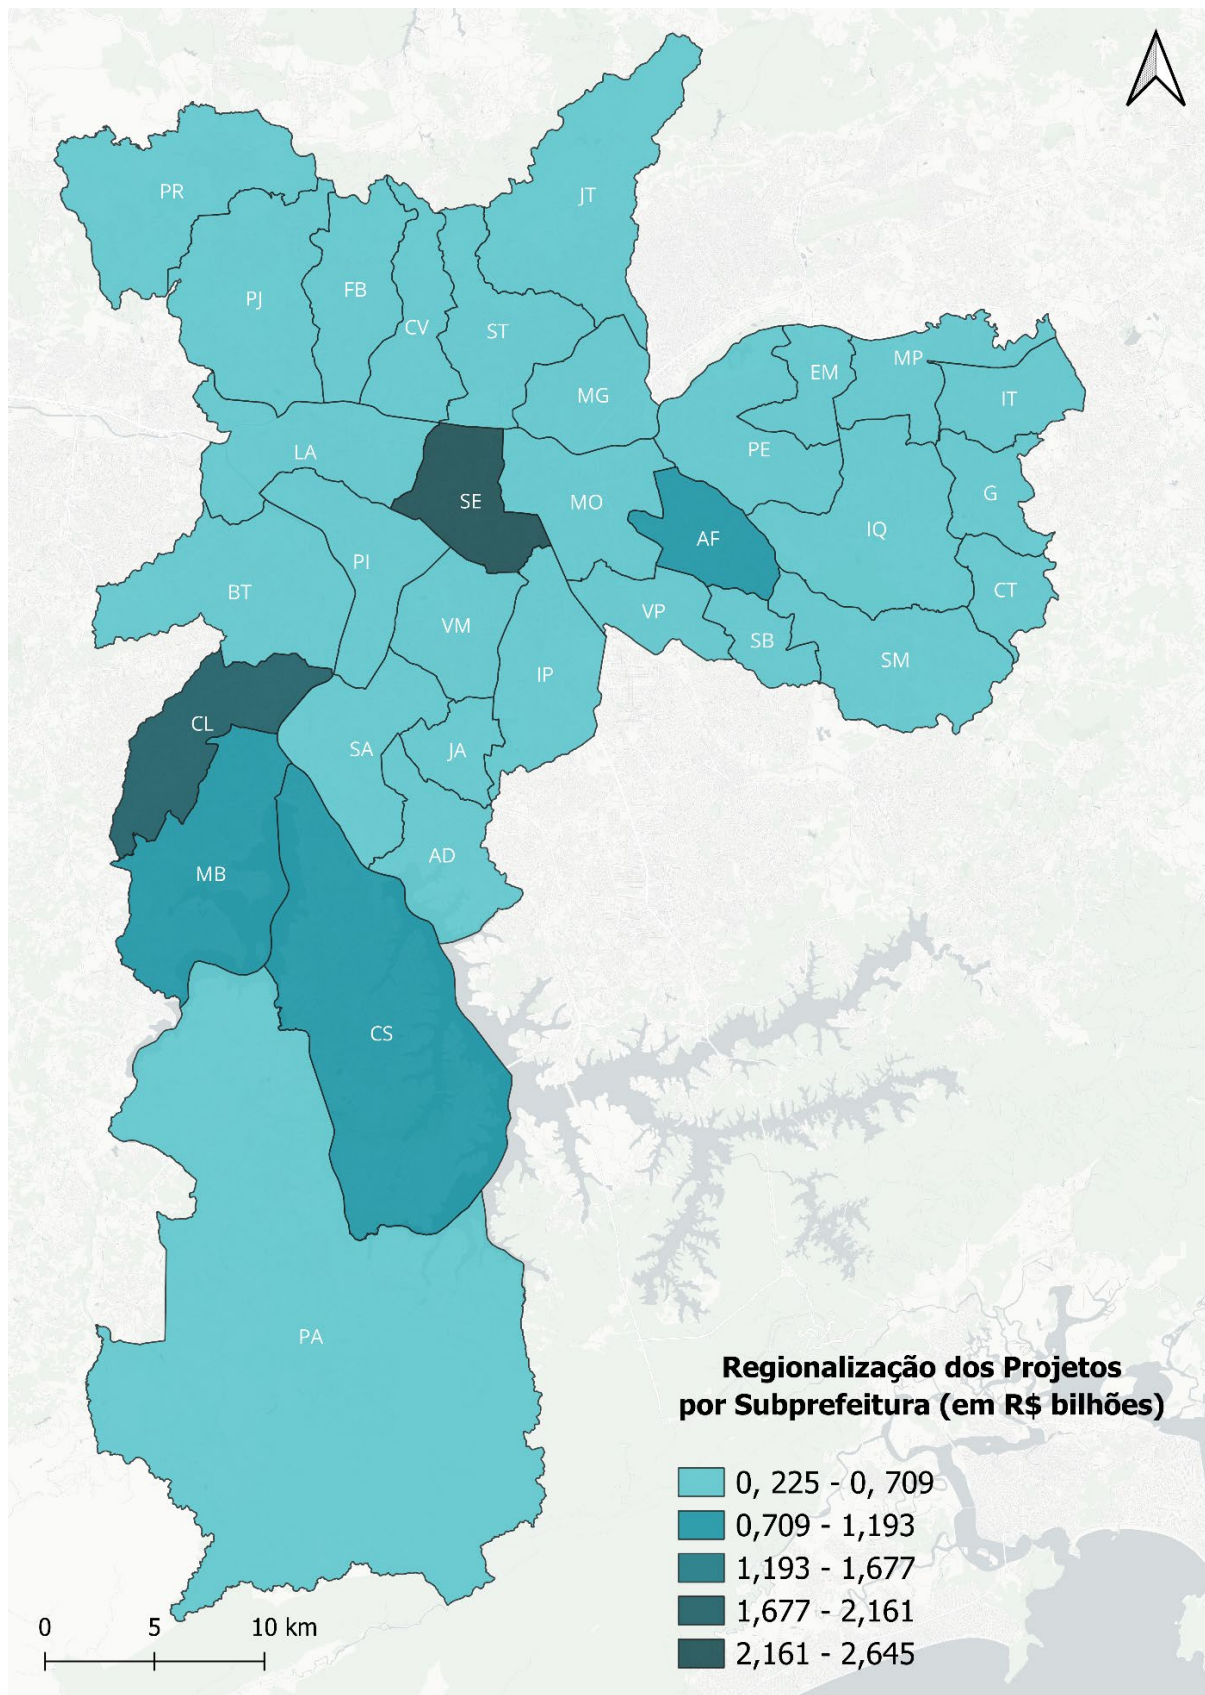 JT
PR
PJ
FB
CV
ST
MG
EM
MP
IT
LA
PE
SE
MO
G
AF
IQ
PI
BT
CT
VM
VP
SB
SM
IP
CL
SA
JA
AD
MB
CS
PA
Regionalização dos Projetos
por Subprefeitura (em R$ bilhões)
0, 225 - 0, 709
0,709 - 1,193
1,193 - 1,677
1,677 - 2,161
2,161 - 2,645
0 5 10 km